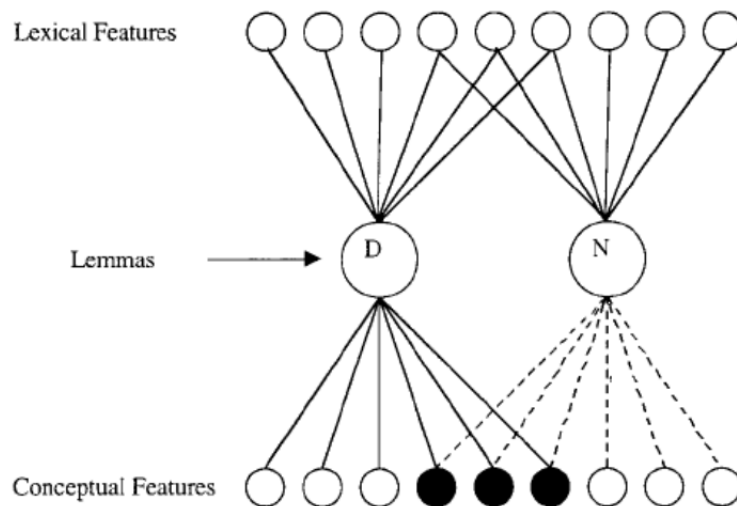 Lexical Features
D
N
Lemmas
Conceptual Features